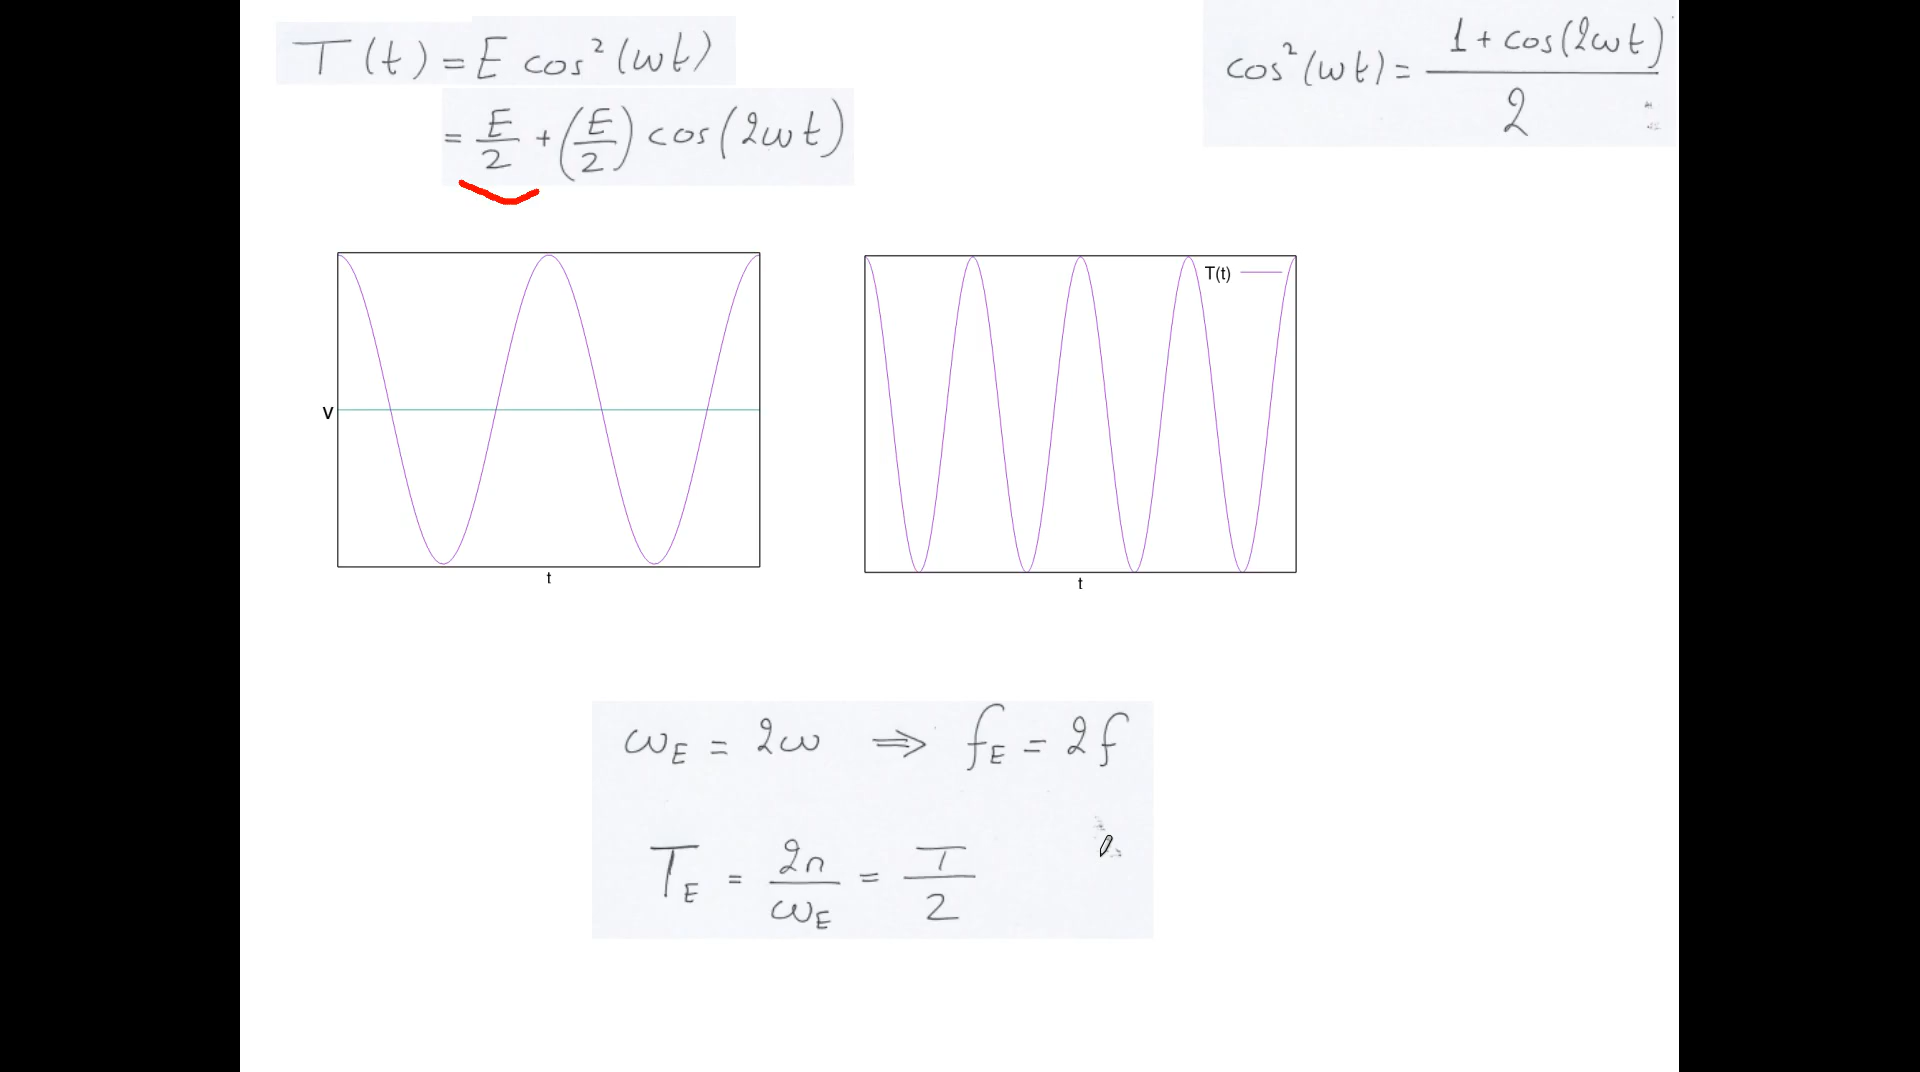 T(t) = E cos²(ωt)
= E/2 + (E/2) cos(2ωt)
cos²(ωt) = (1 + cos(2ωt))/2
v
t
T(t)
t
ω_E = 2ω ⇒ f_E = 2f
T_E = 2π/ω_E = T/2